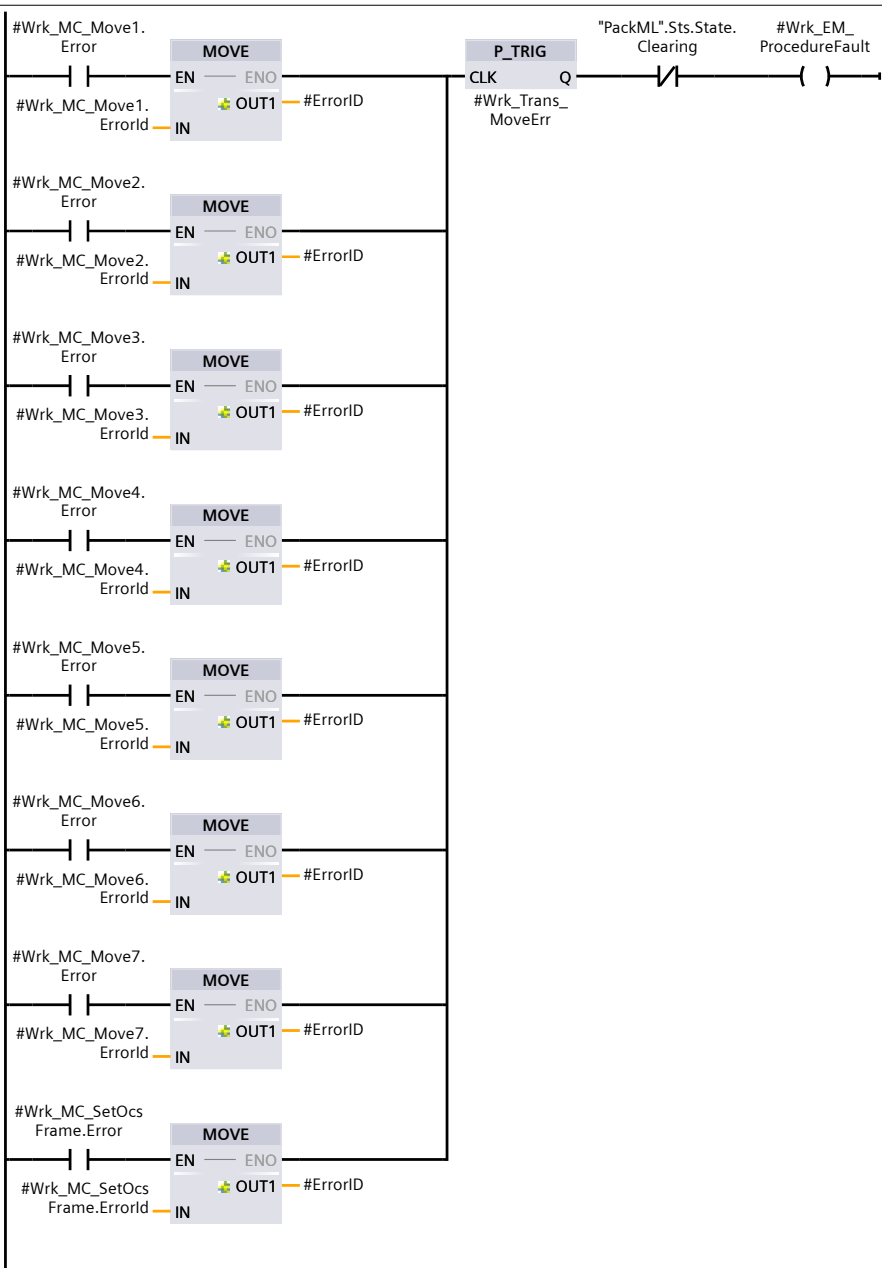 #Wrk_MC_Move1.
Error
MOVE
EN ENO
#Wrk_MC_Move1.
ErrorId
IN
OUT1
#ErrorID
P_TRIG
CLK Q
#Wrk_Trans_
MoveErr
"PackML".Sts.State.
Clearing
#Wrk_EM_
ProcedureFault
#Wrk_MC_Move2.
Error
MOVE
EN ENO
#Wrk_MC_Move2.
ErrorId
IN
OUT1
#ErrorID
#Wrk_MC_Move3.
Error
MOVE
EN ENO
#Wrk_MC_Move3.
ErrorId
IN
OUT1
#ErrorID
#Wrk_MC_Move4.
Error
MOVE
EN ENO
#Wrk_MC_Move4.
ErrorId
IN
OUT1
#ErrorID
#Wrk_MC_Move5.
Error
MOVE
EN ENO
#Wrk_MC_Move5.
ErrorId
IN
OUT1
#ErrorID
#Wrk_MC_Move6.
Error
MOVE
EN ENO
#Wrk_MC_Move6.
ErrorId
IN
OUT1
#ErrorID
#Wrk_MC_Move7.
Error
MOVE
EN ENO
#Wrk_MC_Move7.
ErrorId
IN
OUT1
#ErrorID
#Wrk_MC_SetOcs
Frame.Error
MOVE
EN ENO
#Wrk_MC_SetOcs
Frame.ErrorId
IN
OUT1
#ErrorID